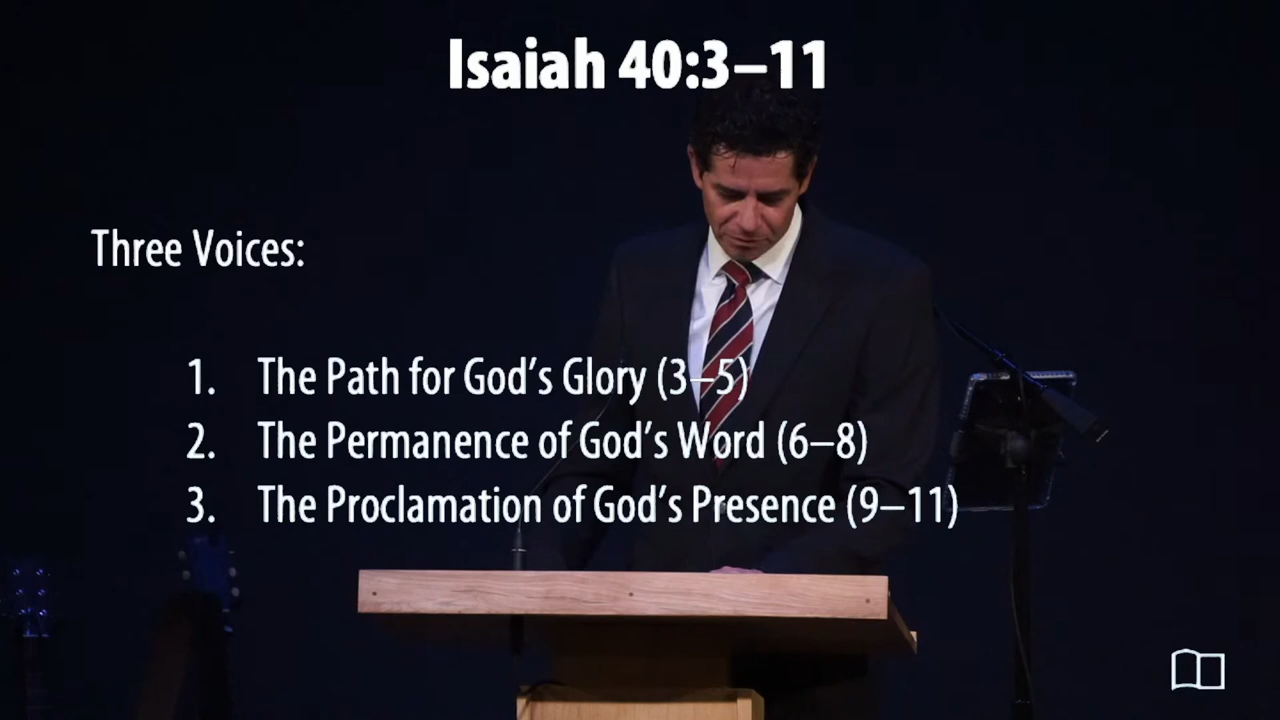 Isaiah 40:3–11
Three Voices:
1. The Path for God’s Glory (3–5)
2. The Permanence of God’s Word (6–8)
3. The Proclamation of God’s Presence (9–11)